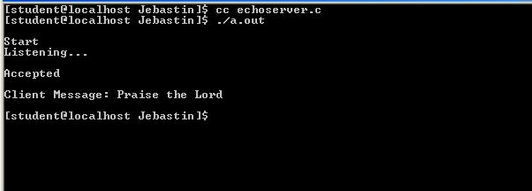 [student@localhost Jebastin]$ cc echoserver.c
[student@localhost Jebastin]$ ./a.out
Start
Listening...
Accepted
Client Message: Praise the Lord
[student@localhost Jebastin]$